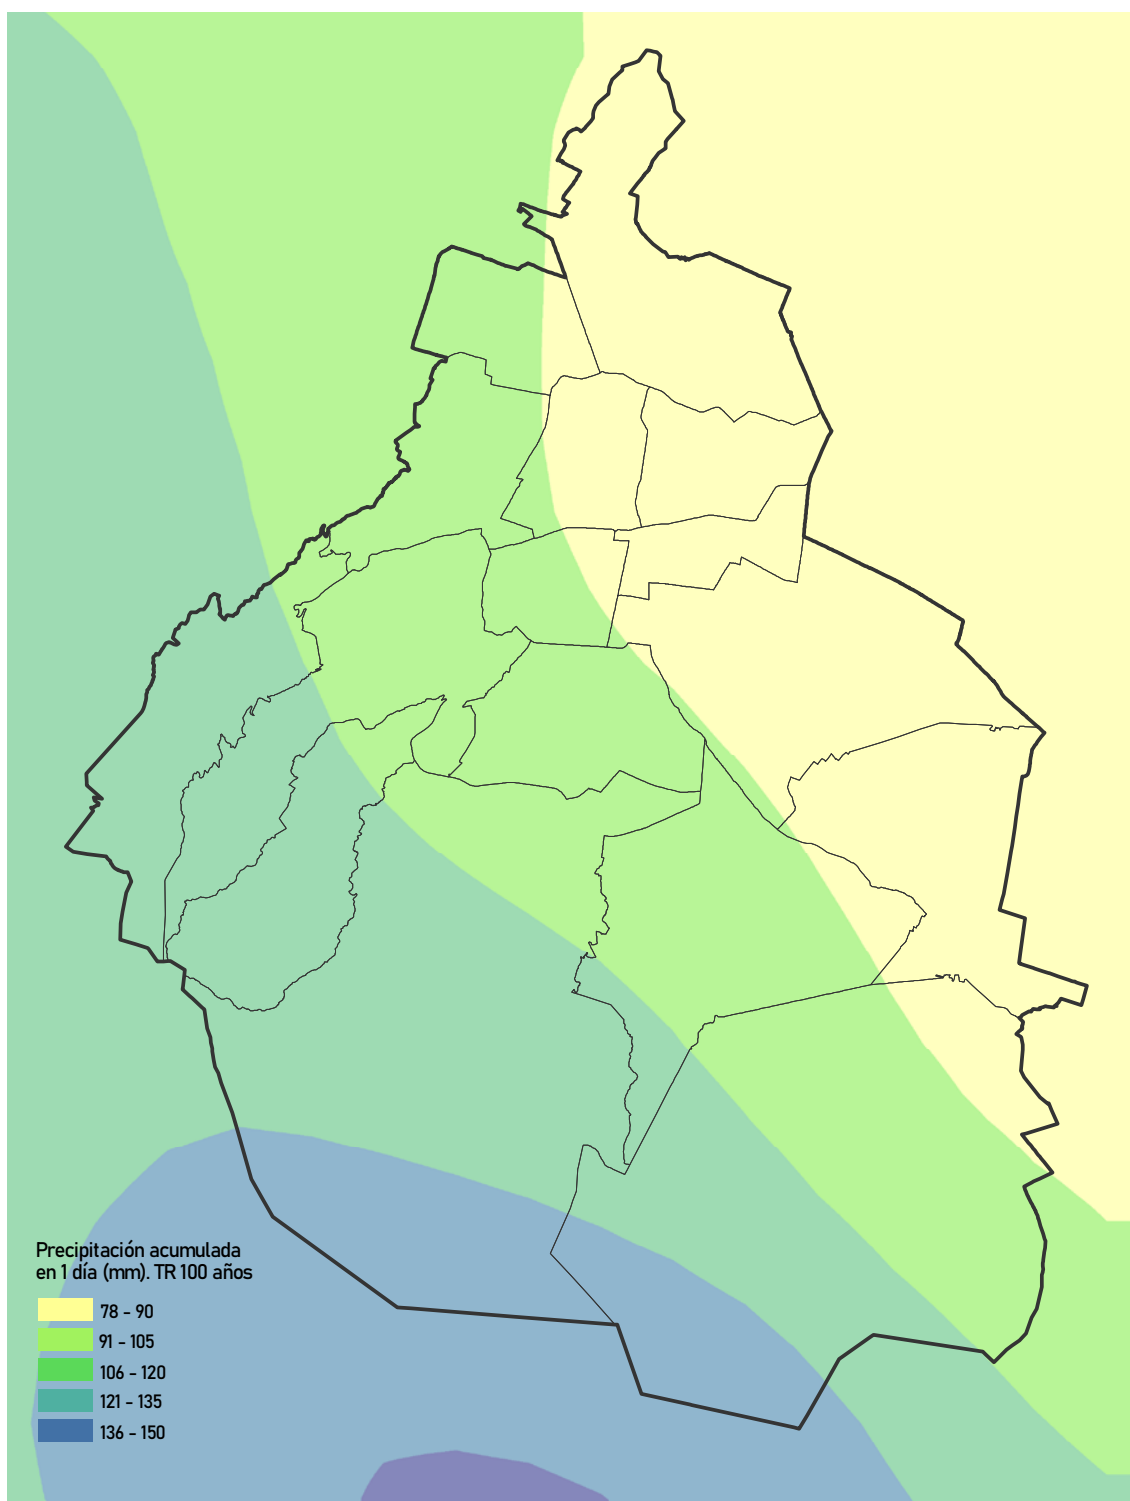 Precipitación acumulada
en 1 día (mm). TR 100 años
78 - 90
91 - 105
106 - 120
121 - 135
136 - 150